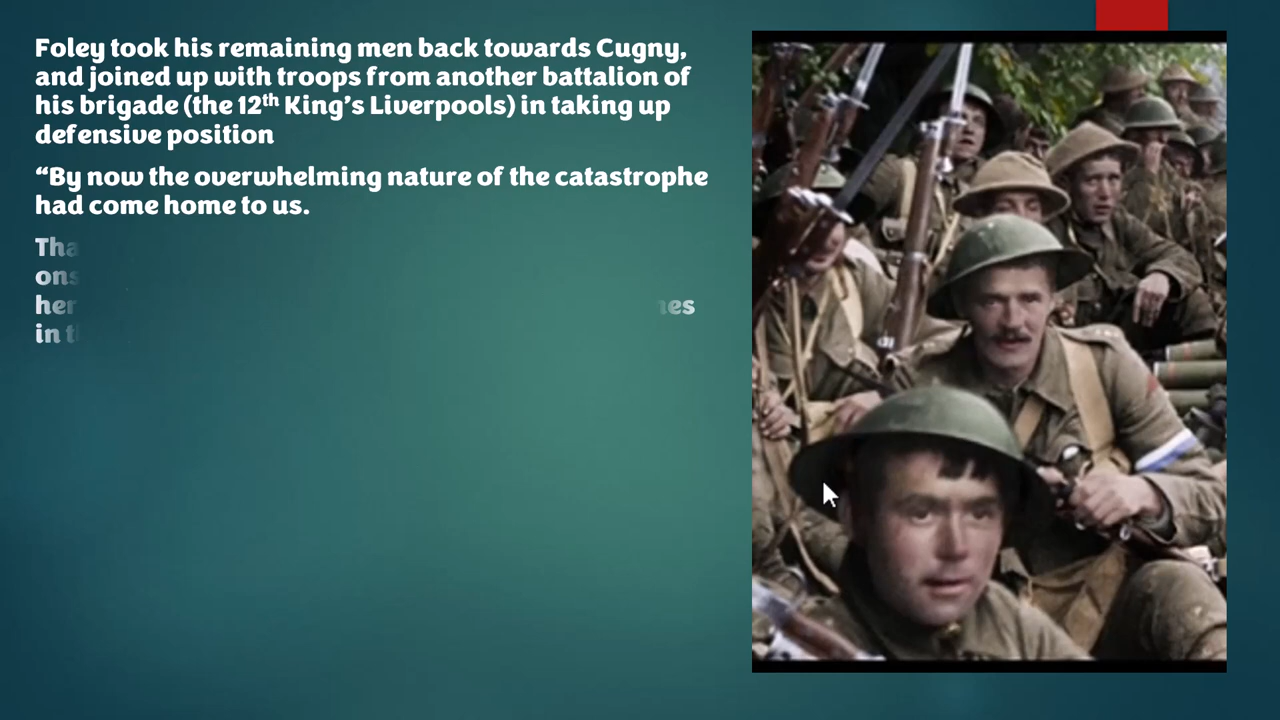 Foley took his remaining men back towards Cugny,
and joined up with troops from another battalion of
his brigade (the 12th King’s Liverpools) in taking up
defensive position
“By now the overwhelming nature of the catastrophe
had come home to us.
in